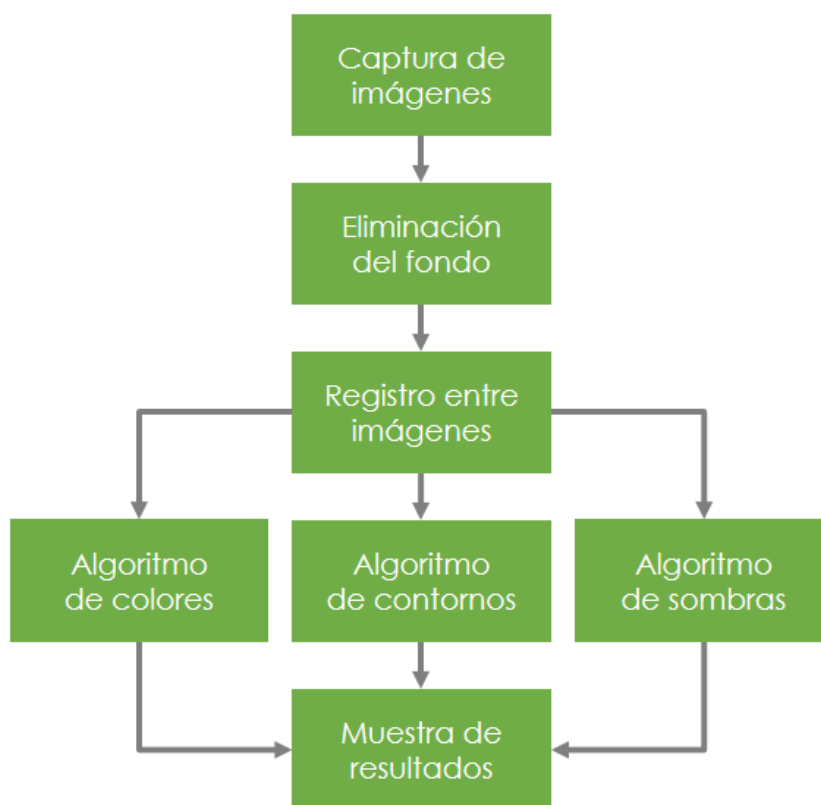 Captura de
imágenes
Eliminación
del fondo
Registro entre
imágenes
Algoritmo
de colores
Algoritmo
de contornos
Algoritmo
de sombras
Muestra de
resultados